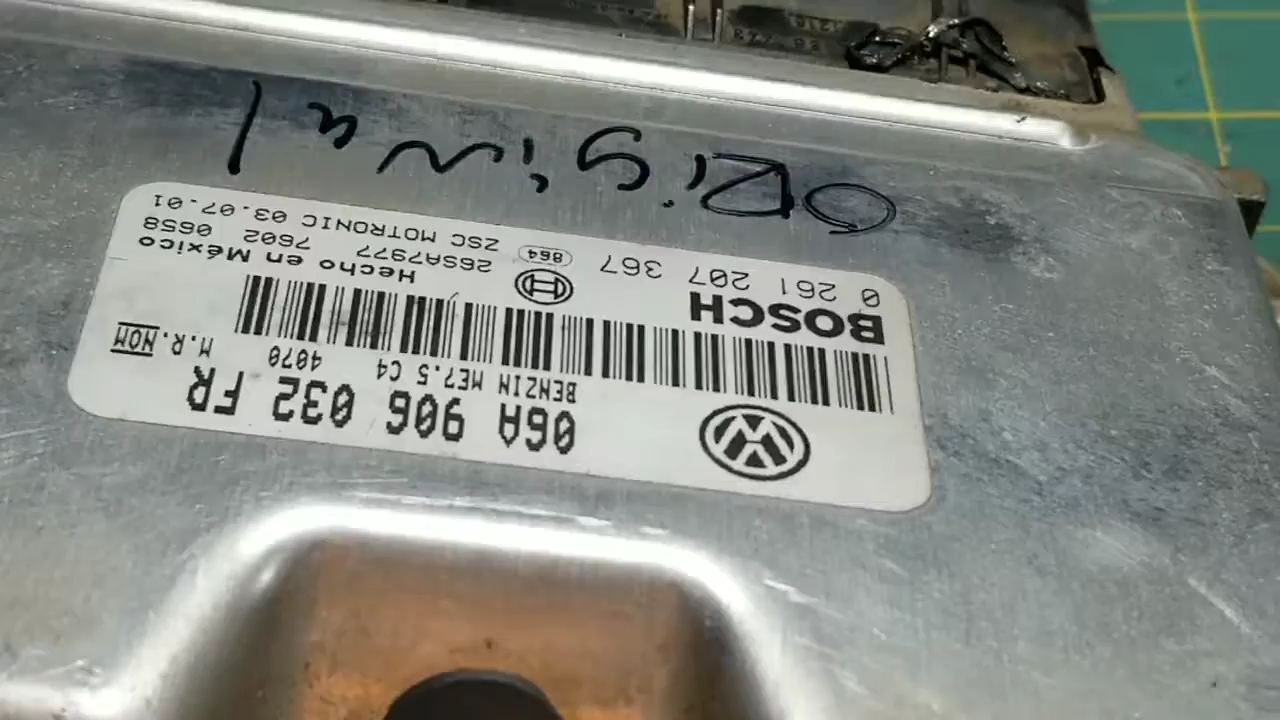 06A 906 032 FR
BENZIN ME7.5 C4 4070 M.R. NOM
BOSCH Hecho en México
0 261 207 367 864 26SA7977 7602 0658
ZSC MOTRONIC 03.07.01
ORigiNal